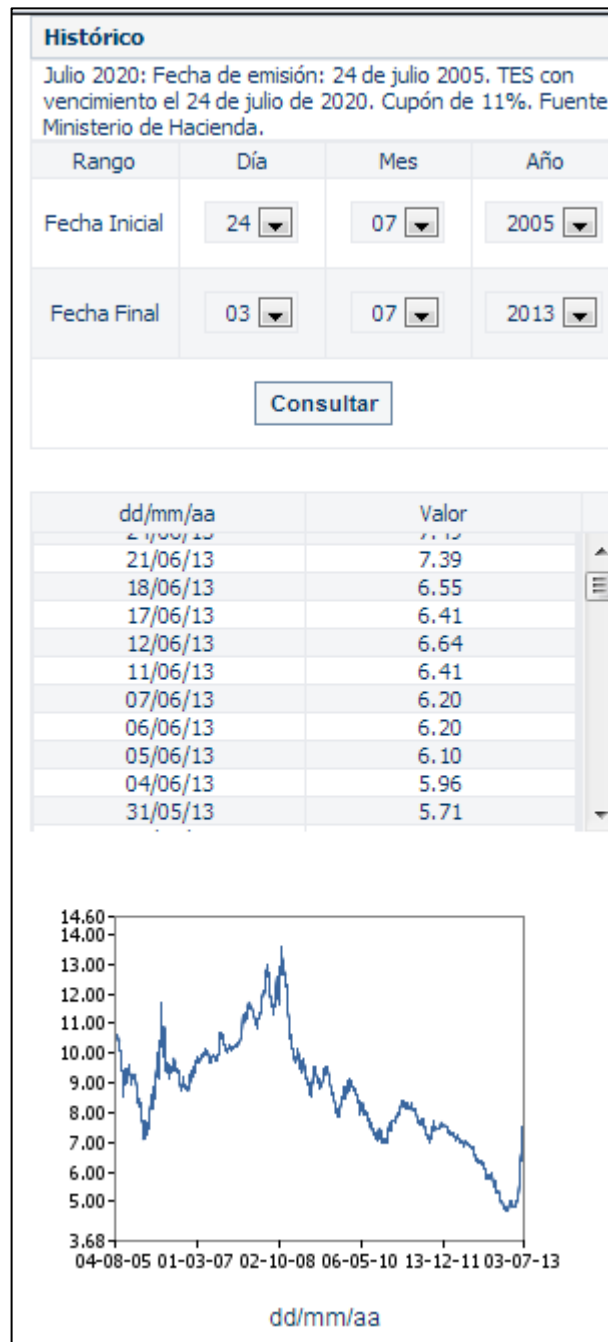 Histórico
Julio 2020: Fecha de emisión: 24 de julio 2005. TES con
vencimiento el 24 de julio de 2020. Cupón de 11%. Fuente
Ministerio de Hacienda.
Rango Día Mes Año
Fecha Inicial 24 07 2005
Fecha Final 03 07 2013
Consultar
dd/mm/aa Valor
21/06/13 7.39
18/06/13 6.55
17/06/13 6.41
12/06/13 6.64
11/06/13 6.41
07/06/13 6.20
06/06/13 6.20
05/06/13 6.10
04/06/13 5.96
31/05/13 5.71
14.60
14.00
13.00
12.00
11.00
10.00
9.00
8.00
7.00
6.00
5.00
3.68
04-08-05 01-03-07 02-10-08 06-05-10 13-12-11 03-07-13
dd/mm/aa